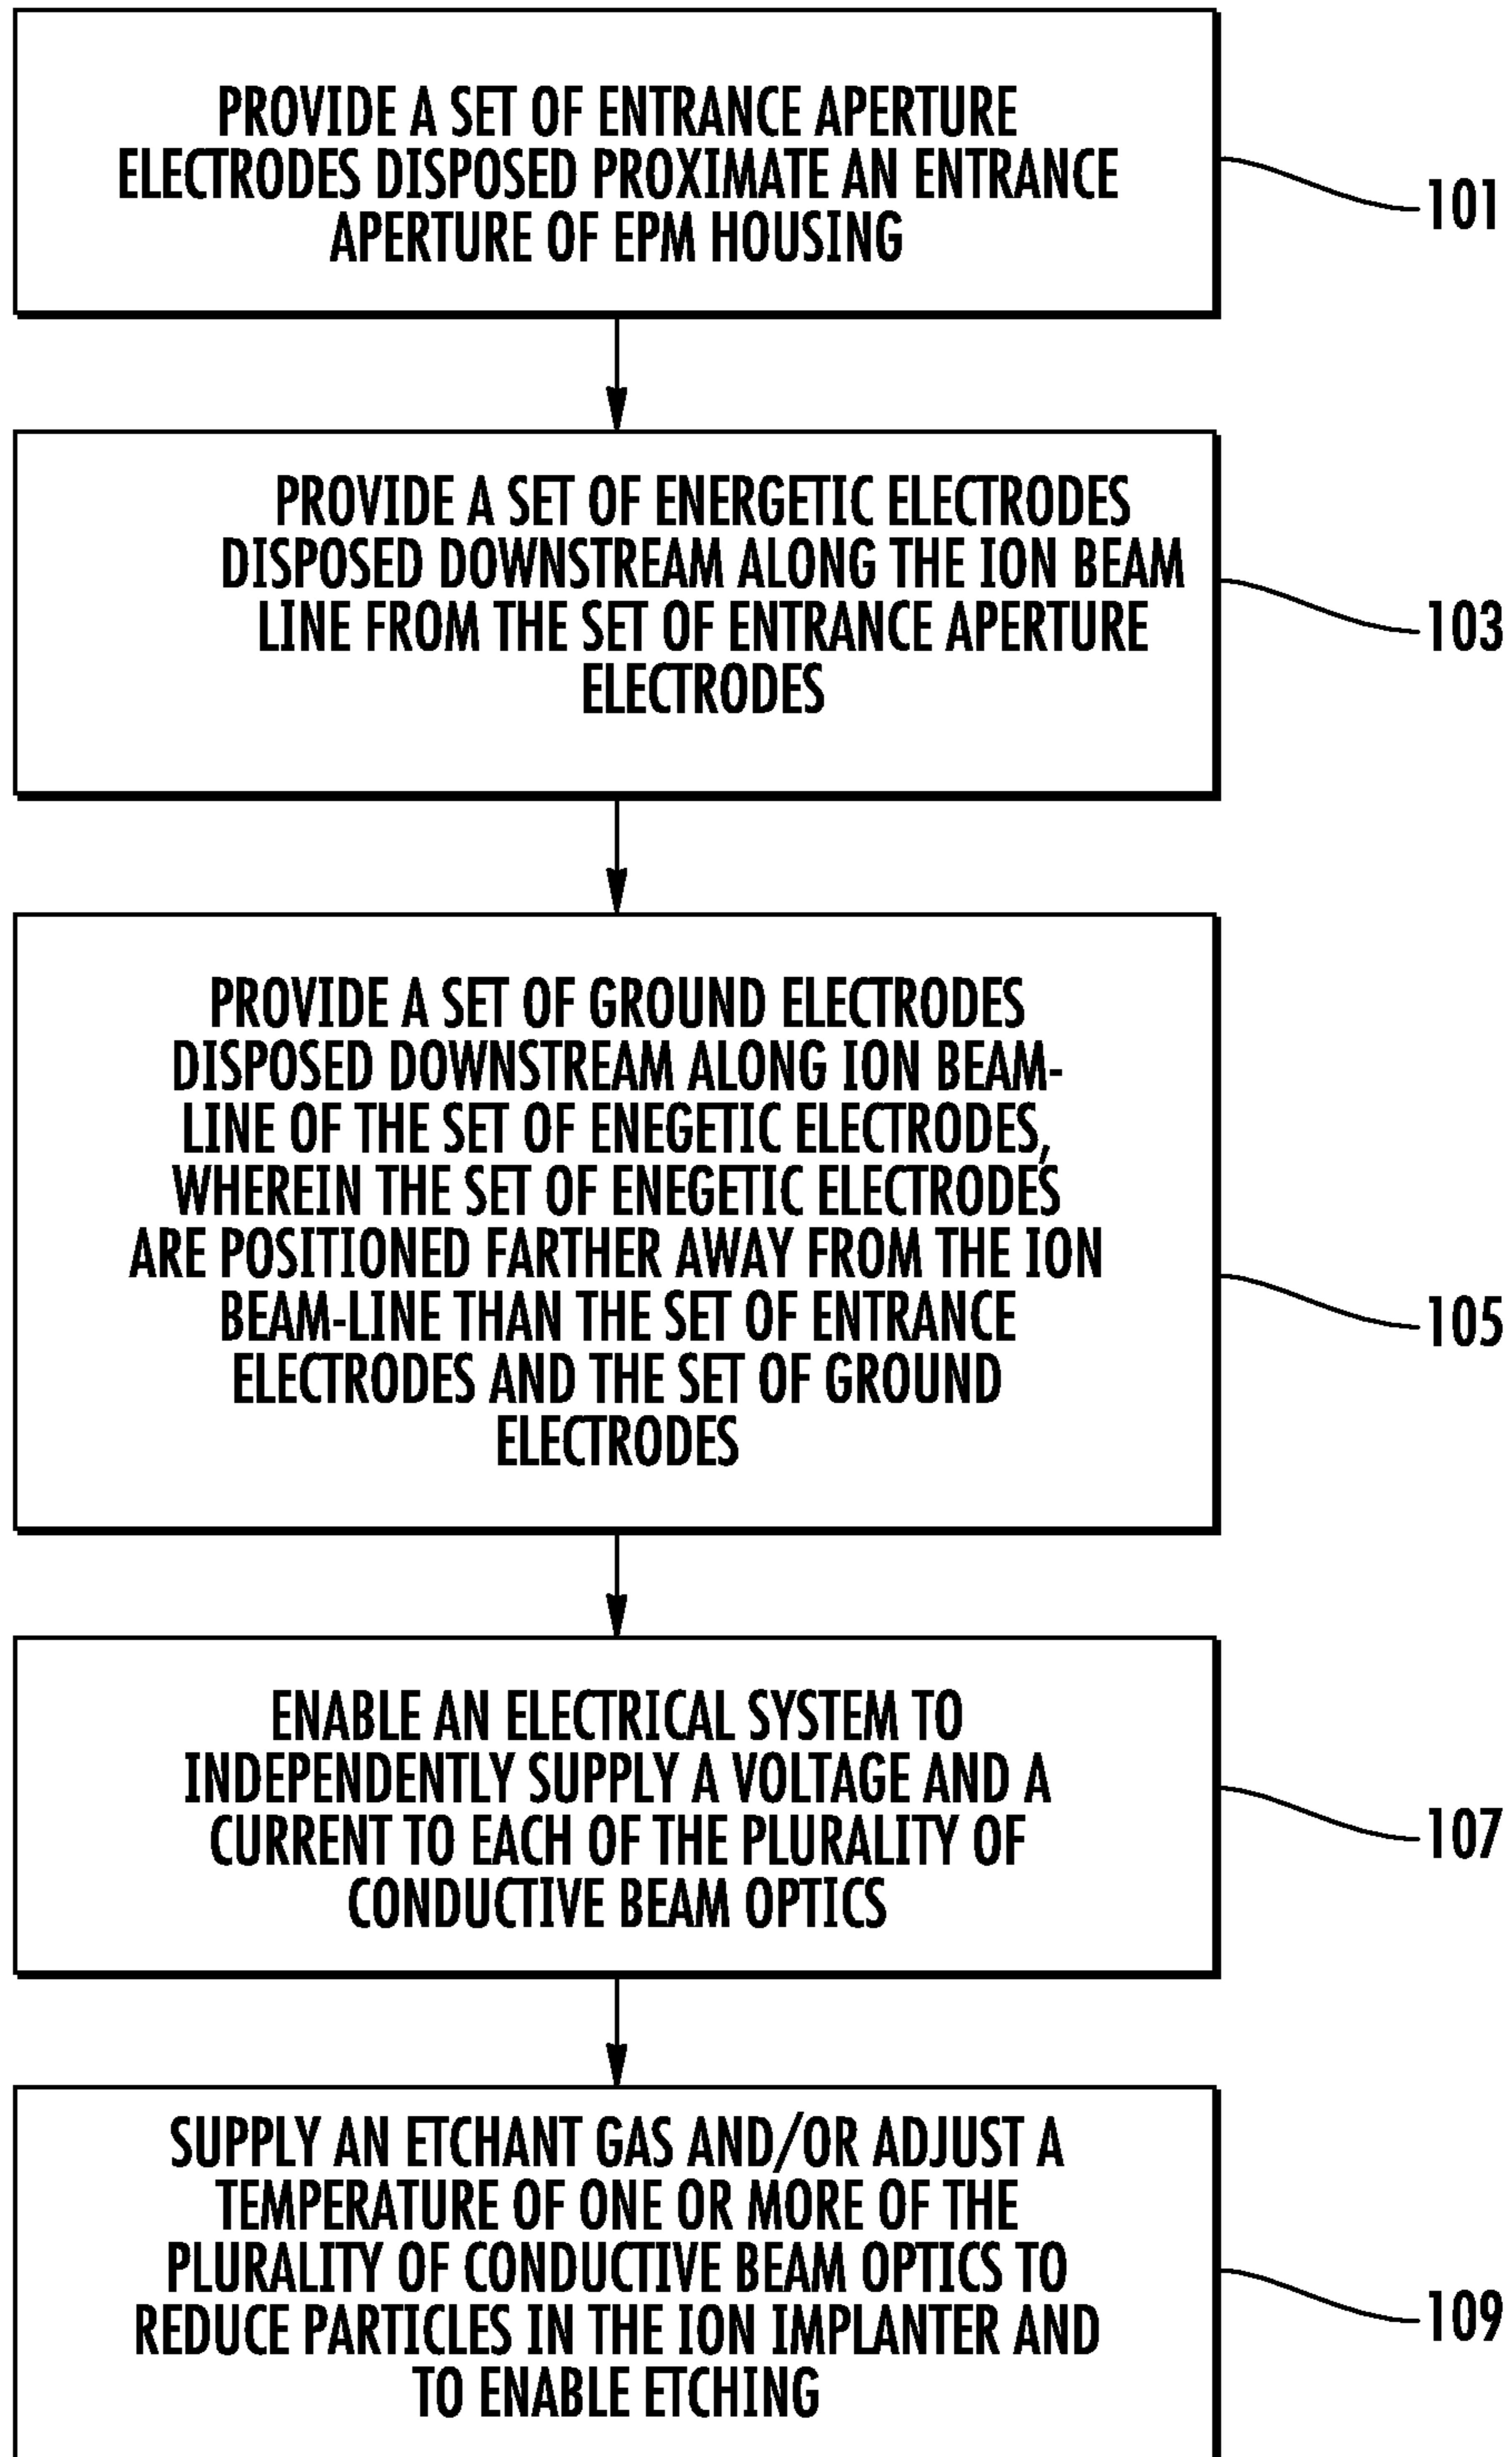 PROVIDE A SET OF ENTRANCE APERTURE
ELECTRODES DISPOSED PROXIMATE AN ENTRANCE
APERTURE OF EPM HOUSING
101
PROVIDE A SET OF ENERGETIC ELECTRODES
DISPOSED DOWNSTREAM ALONG THE ION BEAM
LINE FROM THE SET OF ENTRANCE APERTURE
ELECTRODES
103
PROVIDE A SET OF GROUND ELECTRODES
DISPOSED DOWNSTREAM ALONG ION BEAM-
LINE OF THE SET OF ENEGETIC ELECTRODES,
WHEREIN THE SET OF ENEGETIC ELECTRODES
ARE POSITIONED FARTHER AWAY FROM THE ION
BEAM-LINE THAN THE SET OF ENTRANCE
ELECTRODES AND THE SET OF GROUND
ELECTRODES
105
ENABLE AN ELECTRICAL SYSTEM TO
INDEPENDENTLY SUPPLY A VOLTAGE AND A
CURRENT TO EACH OF THE PLURALITY OF
CONDUCTIVE BEAM OPTICS
107
SUPPLY AN ETCHANT GAS AND/OR ADJUST A
TEMPERATURE OF ONE OR MORE OF THE
PLURALITY OF CONDUCTIVE BEAM OPTICS TO
REDUCE PARTICLES IN THE ION IMPLANTER AND
TO ENABLE ETCHING
109